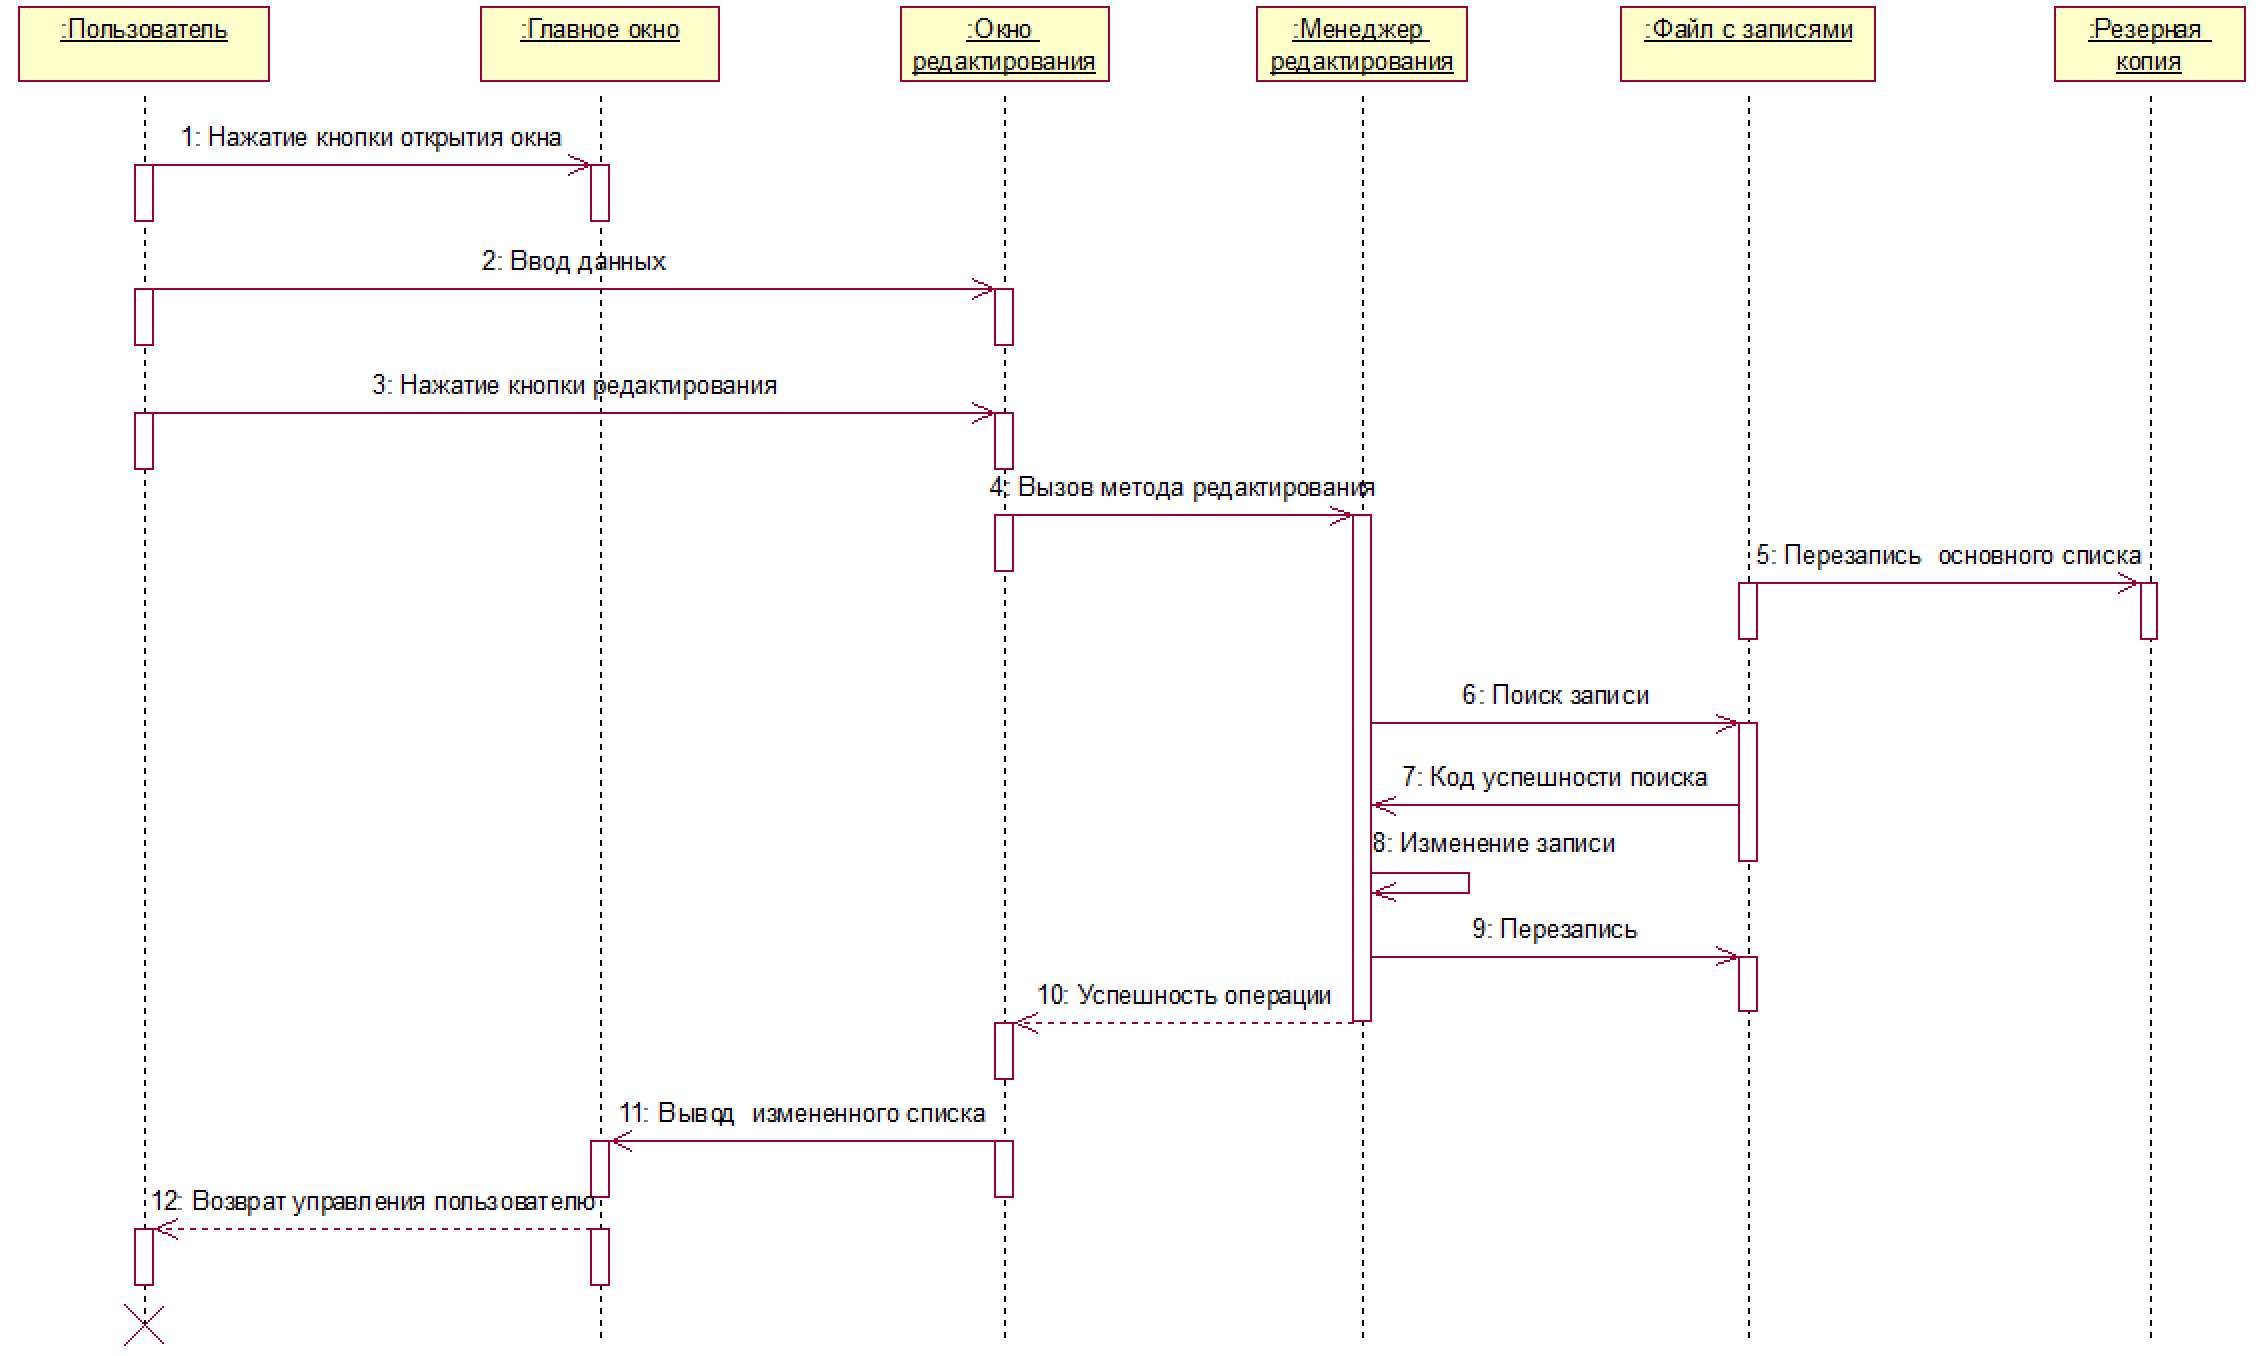 :Пользователь
:Главное окно
:Окно
редактирования
:Менеджер
редактирования
:Файл с записями
:Резерная
копия
1: Нажатие кнопки открытия окна
2: Ввод данных
3: Нажатие кнопки редактирования
4: Вызов метода редактирования
5: Перезапись основного списка
6: Поиск записи
7: Код успешности поиска
8: Изменение записи
9: Перезапись
10: Успешность операции
11: Вывод измененного списка
12: Возврат управления пользователю